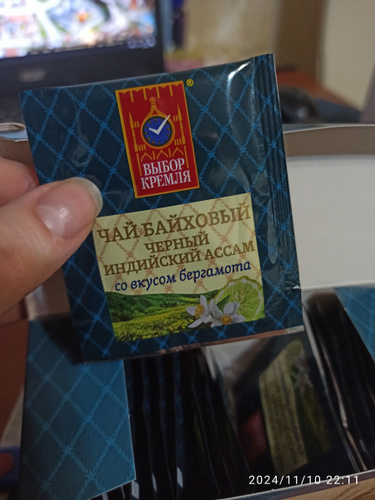 ВЫБОР
КРЕМЛЯ
®
ЧАЙ БАЙХОВЫЙ
ЧЕРНЫЙ
ИНДИЙСКИЙ АССАМ
со вкусом бергамота
2024/11/10 22:11